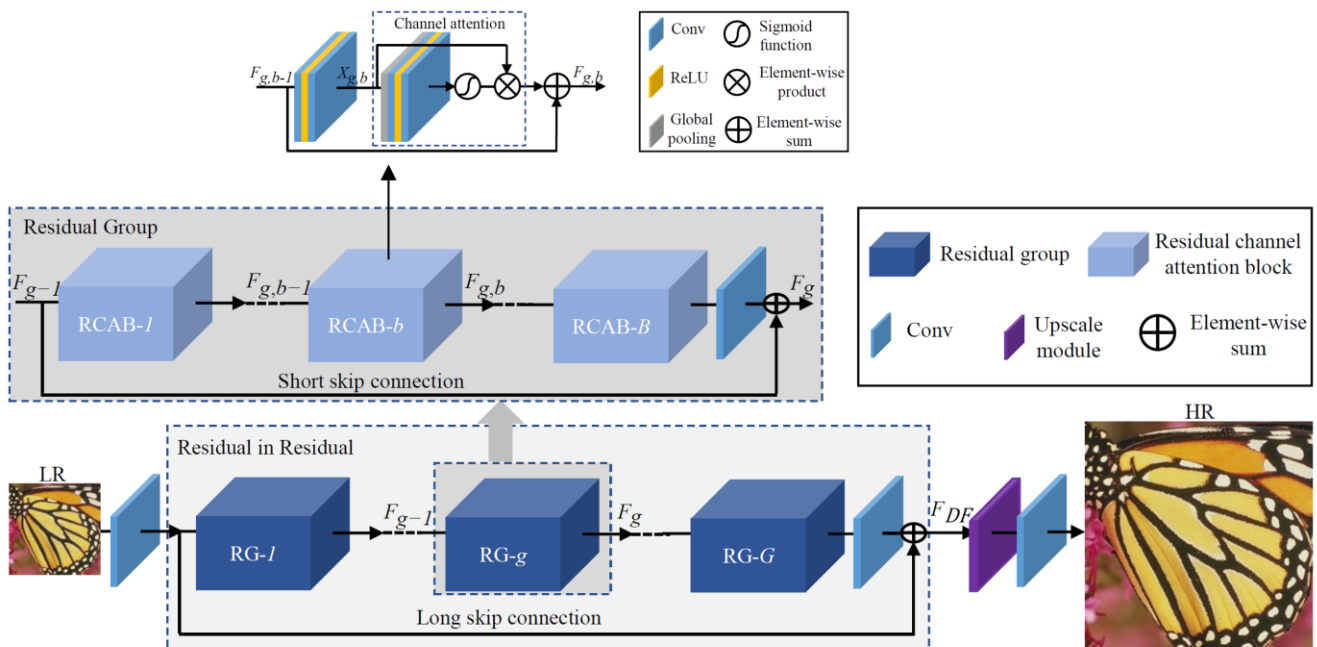 Channel attention
F_{g,b-1}
X_{g,b}
F_{g,b}
Conv
Sigmoid
function
ReLU
Element-wise
product
Global
pooling
Element-wise
sum
Residual Group
F_{g−1}
RCAB-1
F_{g,b−1}
RCAB-b
F_{g,b}
RCAB-B
F_g
Short skip connection
Residual group
Residual channel
attention block
Conv
Upscale
module
Element-wise
sum
Residual in Residual
LR
RG-1
F_{g−1}
RG-g
F_g
RG-G
F_{DF}
HR
Long skip connection